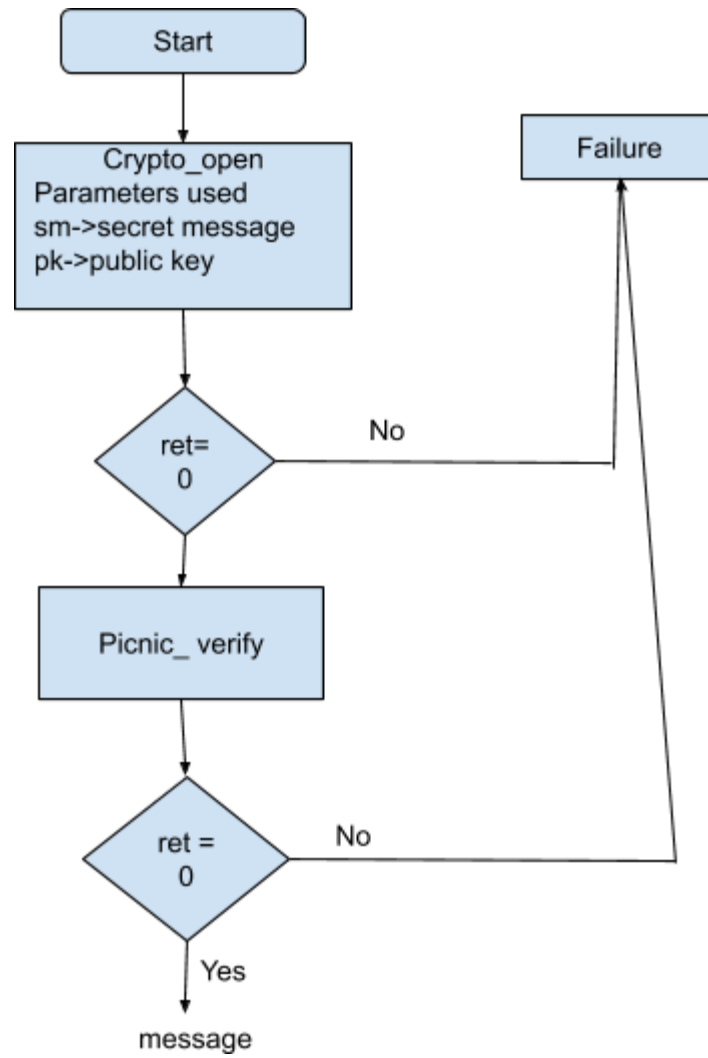 Start
Crypto_open
Parameters used
sm->secret message
pk->public key
Failure
ret=
0
No
Picnic_ verify
ret =
0
No
Yes
message